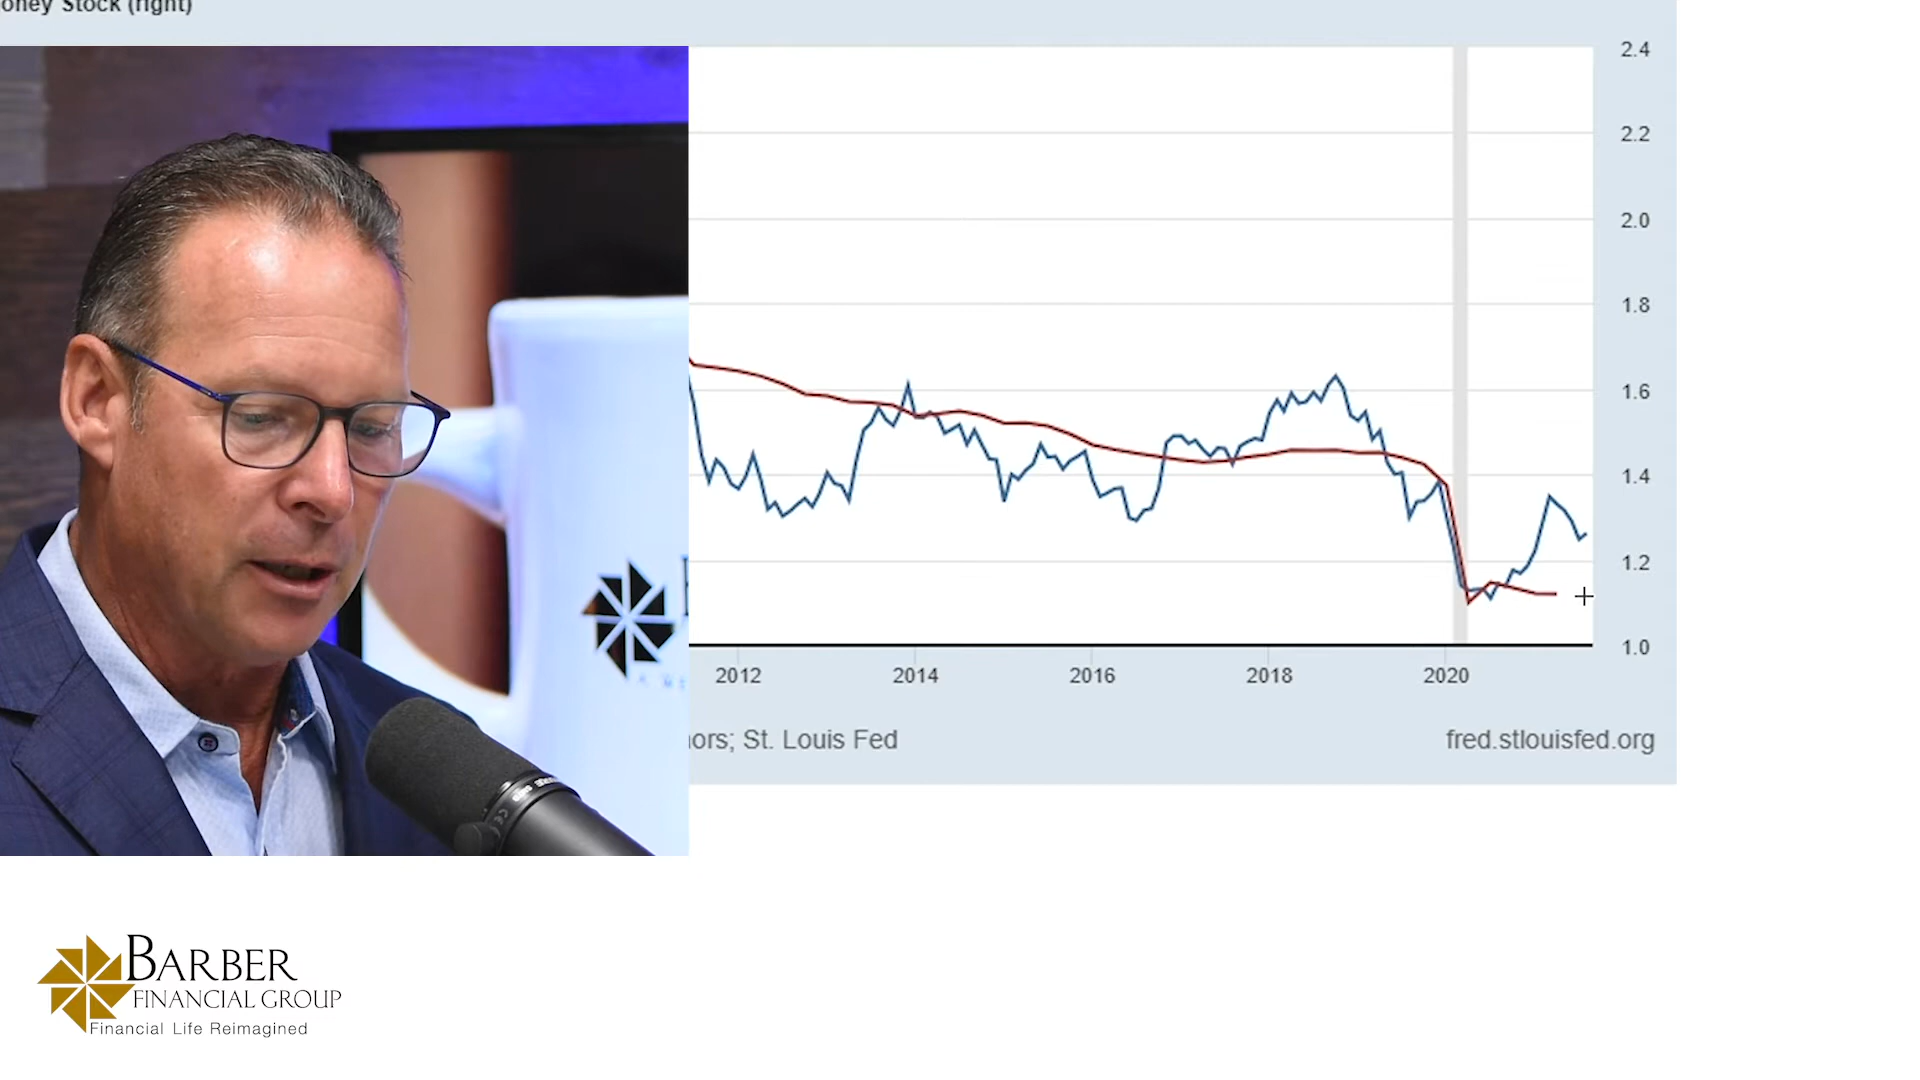 oney Stock (right)
2.4
2.2
2.0
1.8
1.6
1.4
1.2
1.0
2012 2014 2016 2018 2020
ors; St. Louis Fed fred.stlouisfed.org
BARBER
FINANCIAL GROUP
Financial Life Reimagined